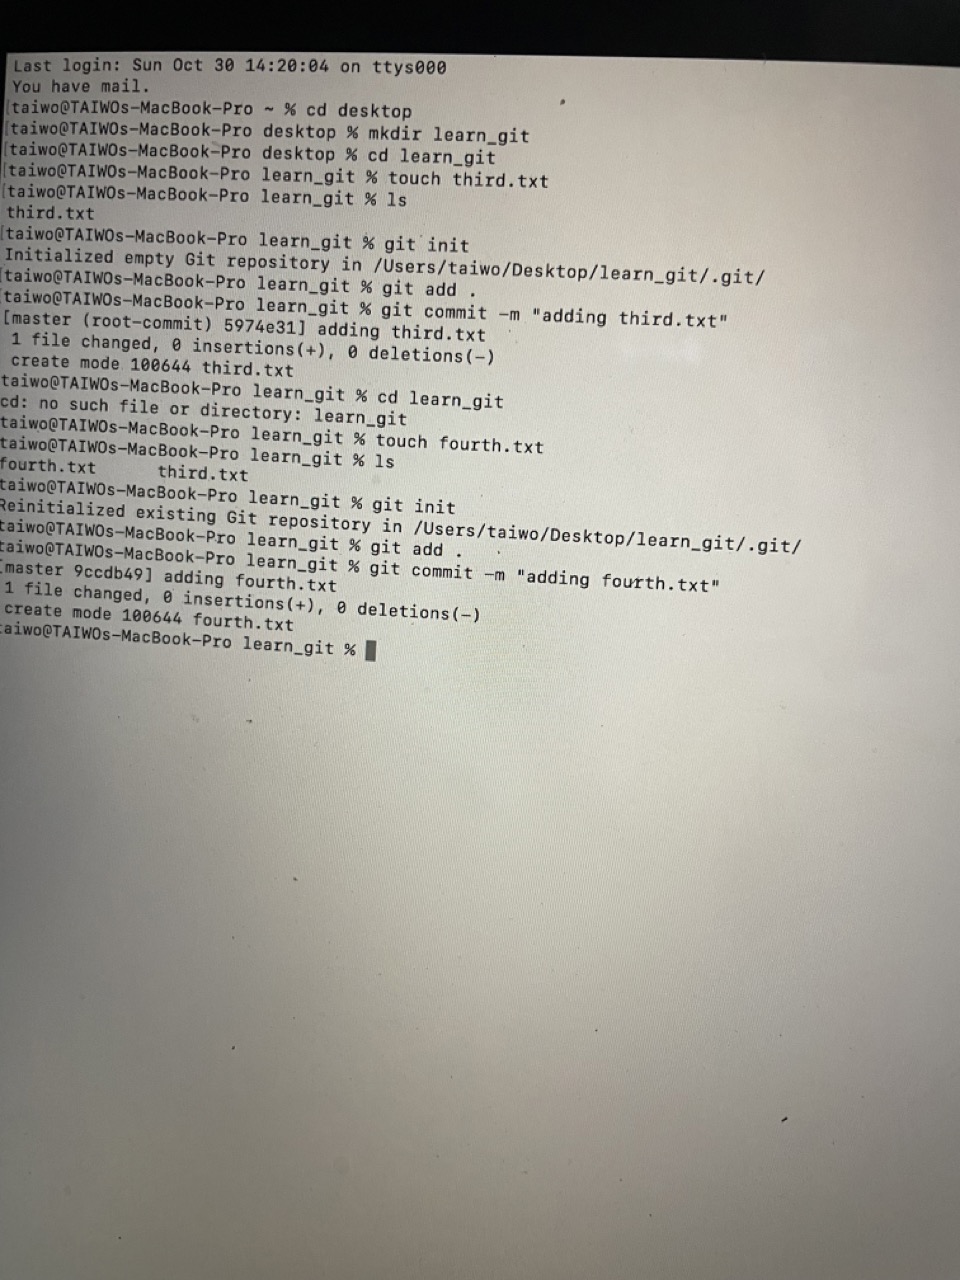 Last login: Sun Oct 30 14:20:04 on ttys000
You have mail.
[taiwo@TAIWOs-MacBook-Pro ~ % cd desktop
[taiwo@TAIWOs-MacBook-Pro desktop % mkdir learn_git
[taiwo@TAIWOs-MacBook-Pro desktop % cd learn_git
[taiwo@TAIWOs-MacBook-Pro learn_git % touch third.txt
[taiwo@TAIWOs-MacBook-Pro learn_git % ls
third.txt
[taiwo@TAIWOs-MacBook-Pro learn_git % git init
Initialized empty Git repository in /Users/taiwo/Desktop/learn_git/.git/
[taiwo@TAIWOs-MacBook-Pro learn_git % git add .
[taiwo@TAIWOs-MacBook-Pro learn_git % git commit -m "adding third.txt"
[master (root-commit) 5974e31] adding third.txt
1 file changed, 0 insertions(+), 0 deletions(-)
create mode 100644 third.txt
taiwo@TAIWOs-MacBook-Pro learn_git % cd learn_git
cd: no such file or directory: learn_git
taiwo@TAIWOs-MacBook-Pro learn_git % touch fourth.txt
taiwo@TAIWOs-MacBook-Pro learn_git % ls
fourth.txt third.txt
taiwo@TAIWOs-MacBook-Pro learn_git % git init
Reinitialized existing Git repository in /Users/taiwo/Desktop/learn_git/.git/
taiwo@TAIWOs-MacBook-Pro learn_git % git add .
taiwo@TAIWOs-MacBook-Pro learn_git % git commit -m "adding fourth.txt"
[master 9ccdb49] adding fourth.txt
1 file changed, 0 insertions(+), 0 deletions(-)
create mode 100644 fourth.txt
taiwo@TAIWOs-MacBook-Pro learn_git %